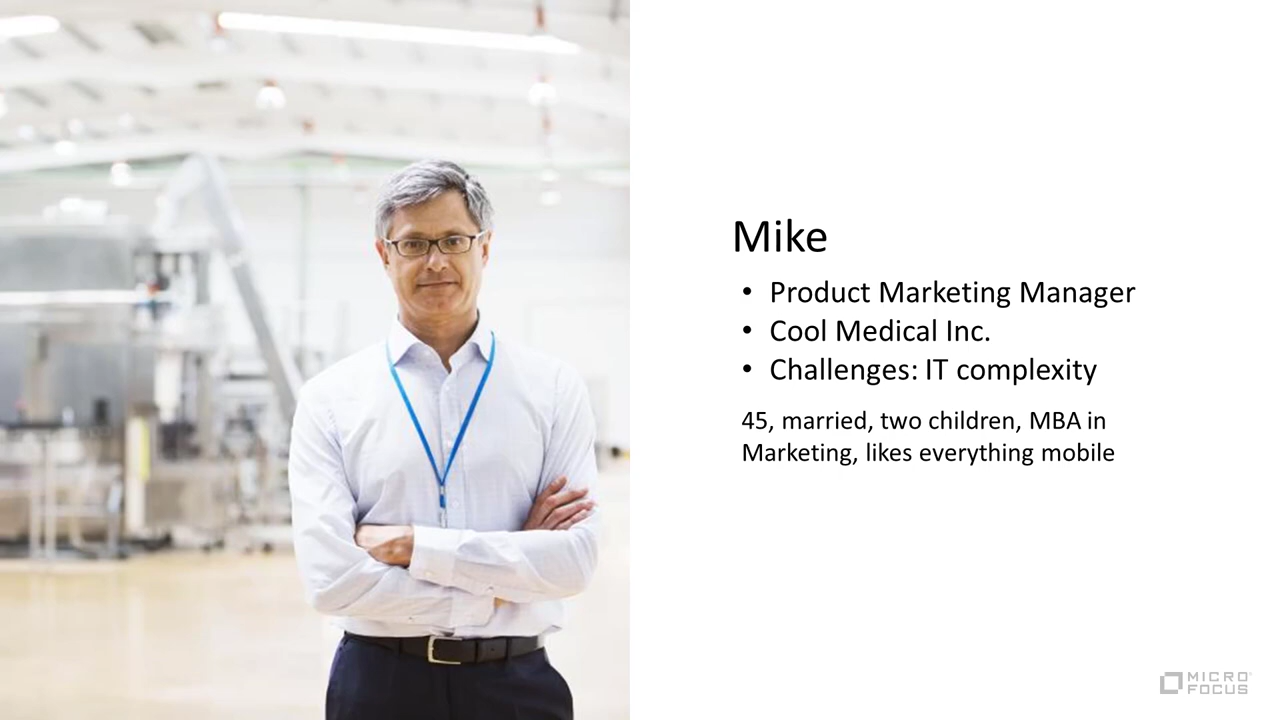 Mike
• Product Marketing Manager
• Cool Medical Inc.
• Challenges: IT complexity
45, married, two children, MBA in
Marketing, likes everything mobile
MICRO
FOCUS